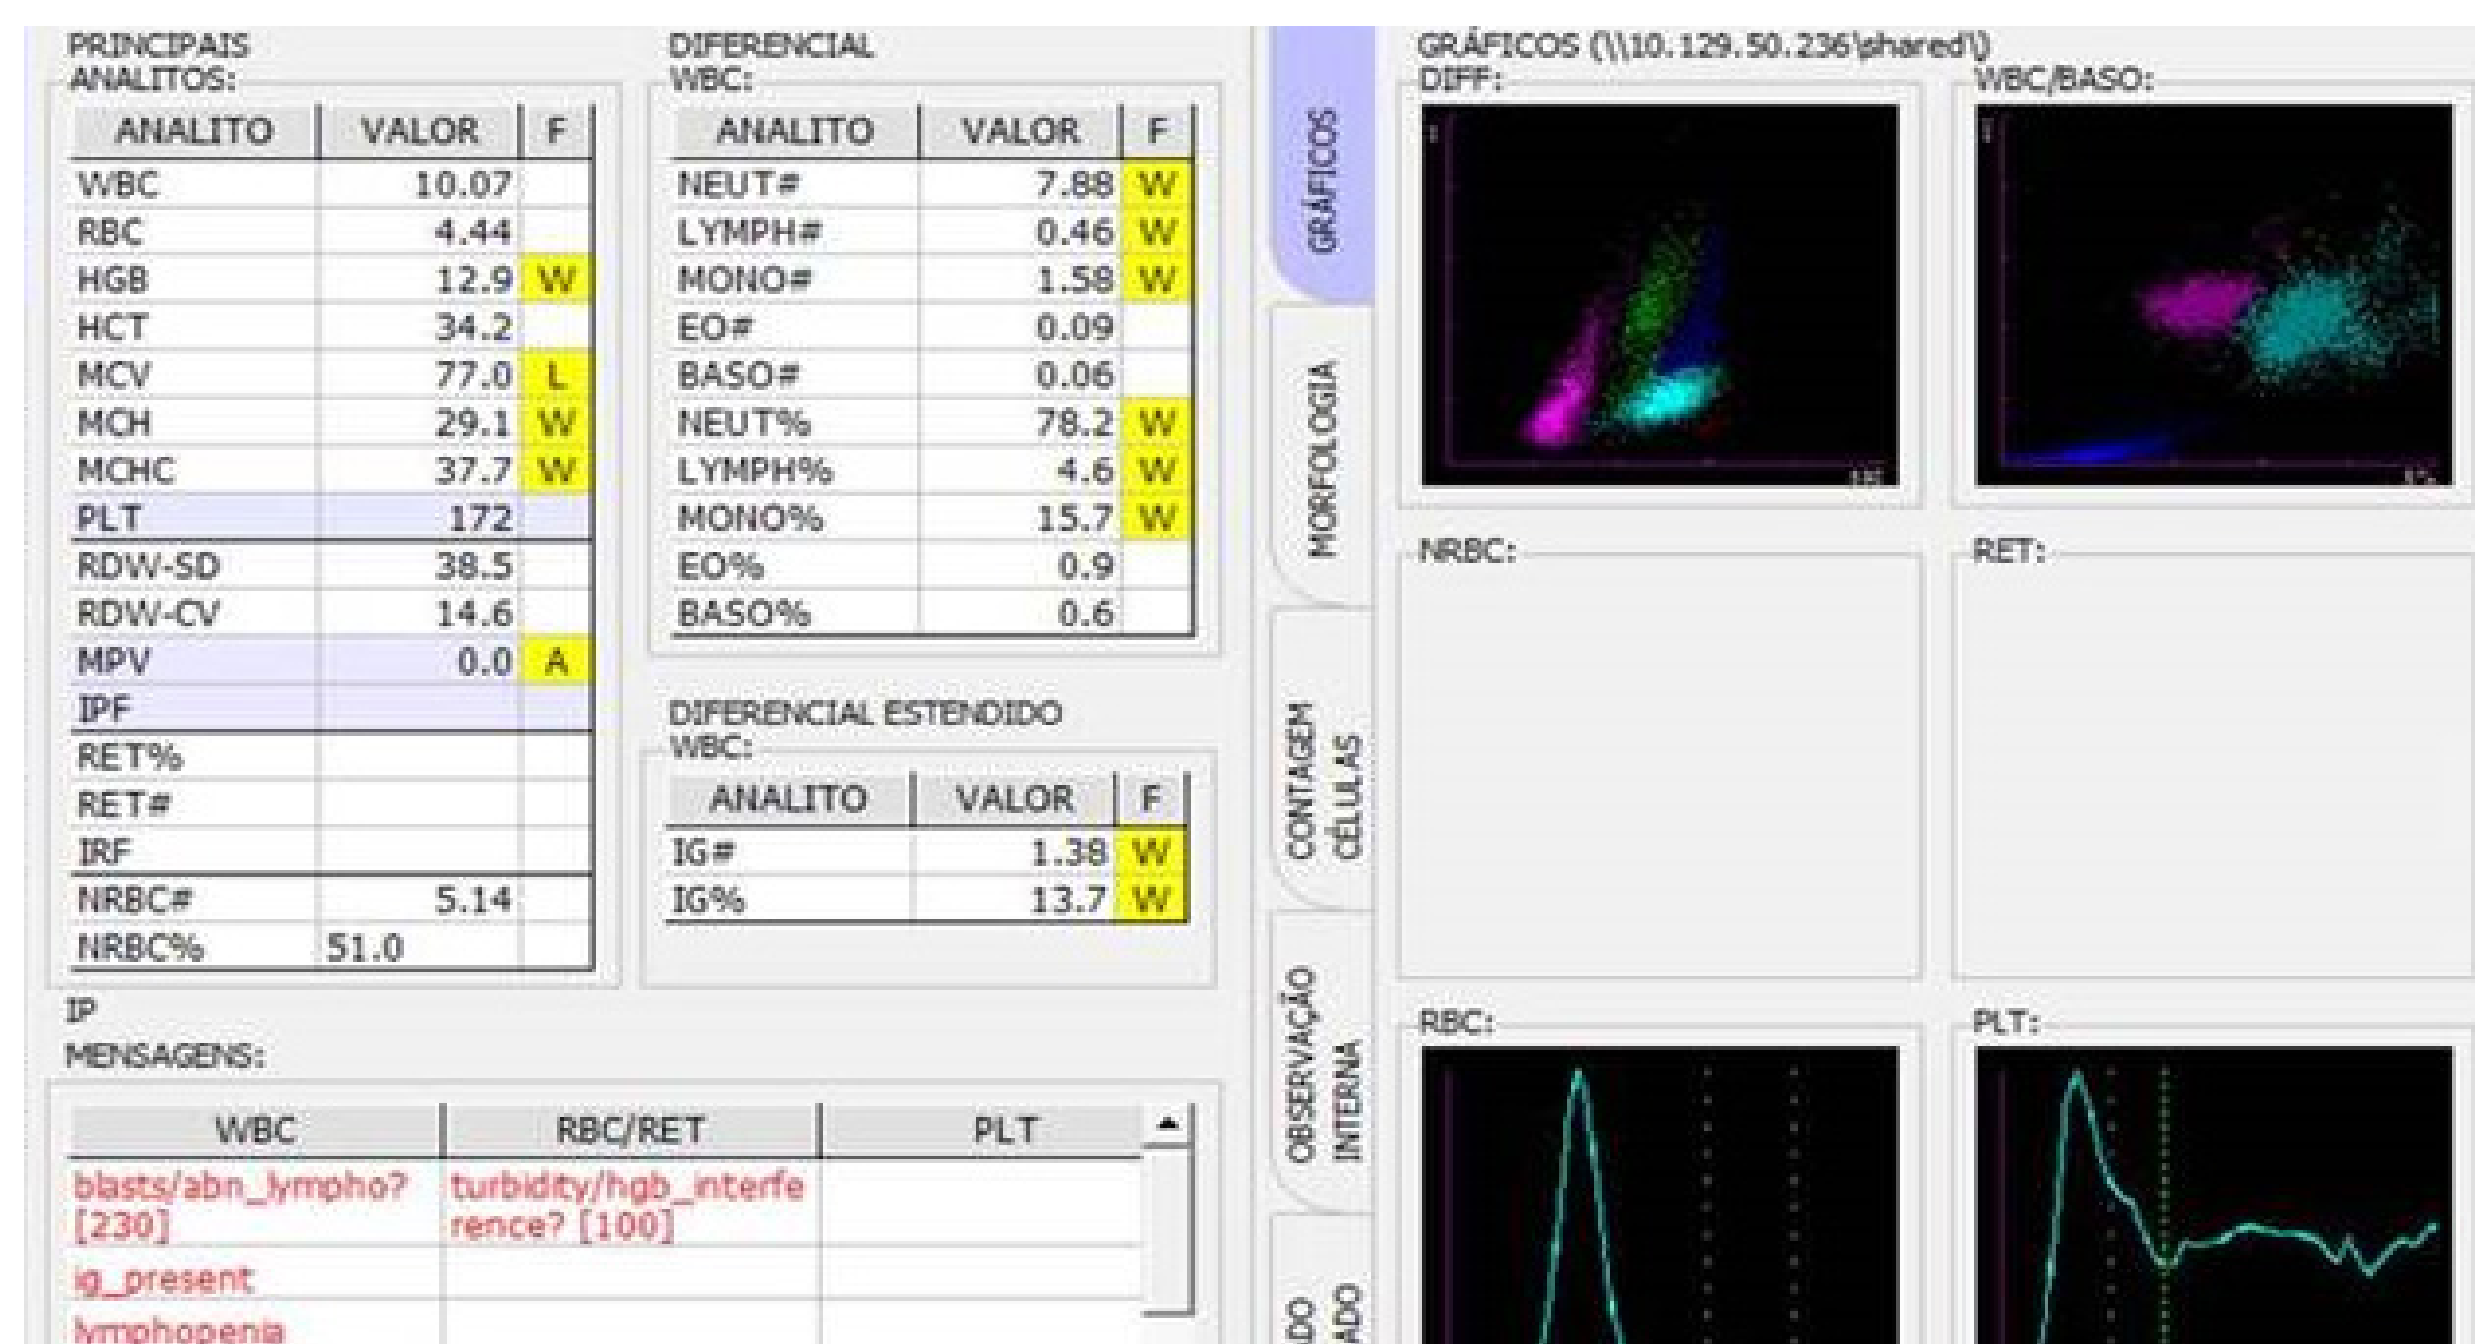 PRINCIPAIS
ANALITOS:
ANALITO VALOR F
WBC 10.07
RBC 4.44
HGB 12.9 W
HCT 34.2
MCV 77.0 L
MCH 29.1 W
MCHC 37.7 W
PLT 172
RDW-SD 38.5
RDW-CV 14.6
MPV 0.0 A
IPF
RET%
RET#
IRF
NRBC# 5.14
NRBC% 51.0
DIFERENCIAL
WBC:
ANALITO VALOR F
NEUT# 7.88 W
LYMPH# 0.46 W
MONO# 1.58 W
EO# 0.09
BASO# 0.06
NEUT% 78.2 W
LYMPH% 4.6 W
MONO% 15.7 W
EO% 0.9
BASO% 0.6
DIFERENCIAL ESTENDIDO
WBC:
ANALITO VALOR F
IG# 1.38 W
IG% 13.7 W
IP
MENSAGENS:
WBC RBC/RET PLT
blasts/abn_lympho? turbidity/hgb_interfe
[230] rence? [100]
ig_present
lymphopenia
GRÁFICOS
MORFOLOGIA
CONTAGEM
CÉLULAS
OBSERVAÇÃO
INTERNA
GRÁFICOS (\\10.129.50.236\shared\)
DIFF:
WBC/BASO:
NRBC:
RET:
RBC:
PLT: